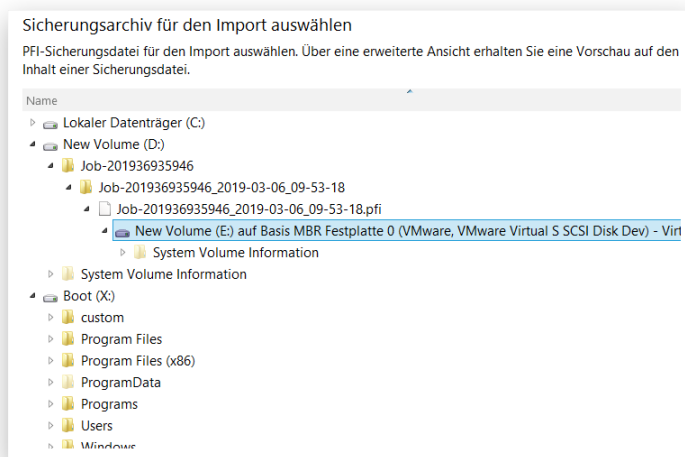 Sicherungsarchiv für den Import auswählen
PFI-Sicherungsdatei für den Import auswählen. Über eine erweiterte Ansicht erhalten Sie eine Vorschau auf den
Inhalt einer Sicherungsdatei.
Name
Lokaler Datenträger (C:)
New Volume (D:)
Job-201936935946
Job-201936935946_2019-03-06_09-53-18
Job-201936935946_2019-03-06_09-53-18.pfi
New Volume (E:) auf Basis MBR Festplatte 0 (VMware, VMware Virtual S SCSI Disk Dev) - Virt
System Volume Information
System Volume Information
Boot (X:)
custom
Program Files
Program Files (x86)
ProgramData
Programs
Users
Windows